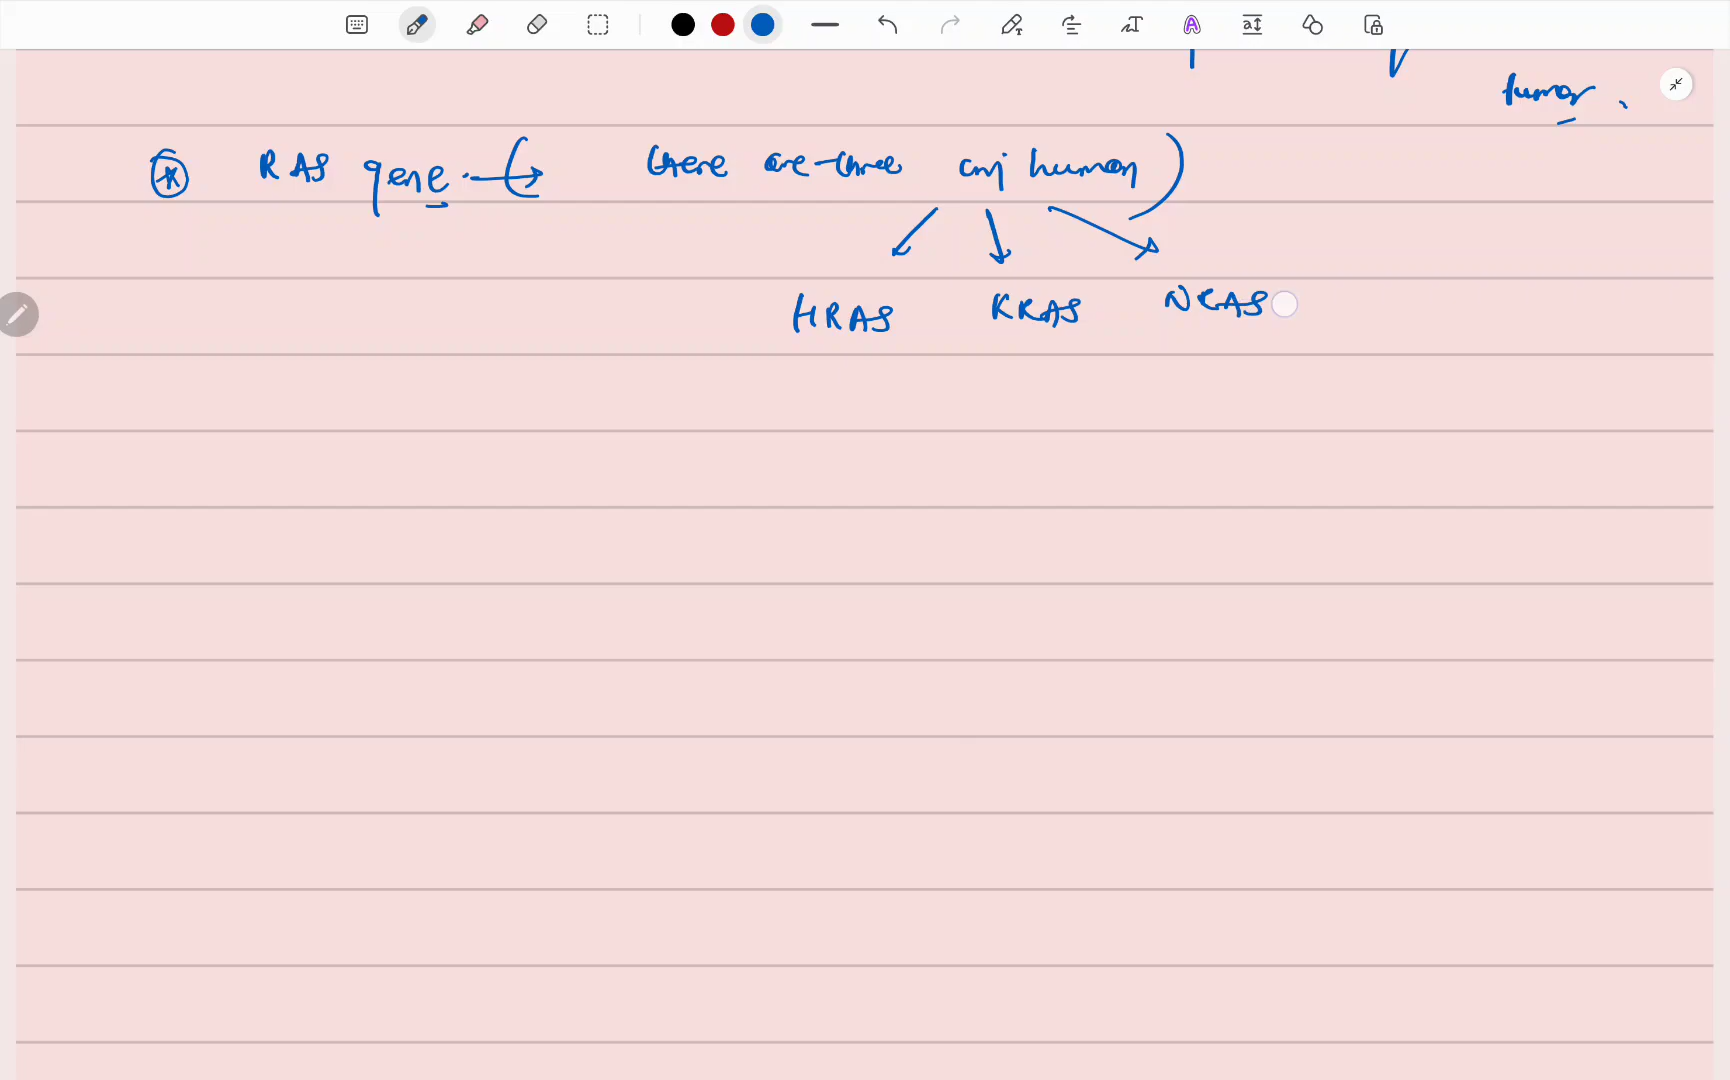 tumor.
* RAS gene. → ( there are three in human )
HRAS KRAS NRAS